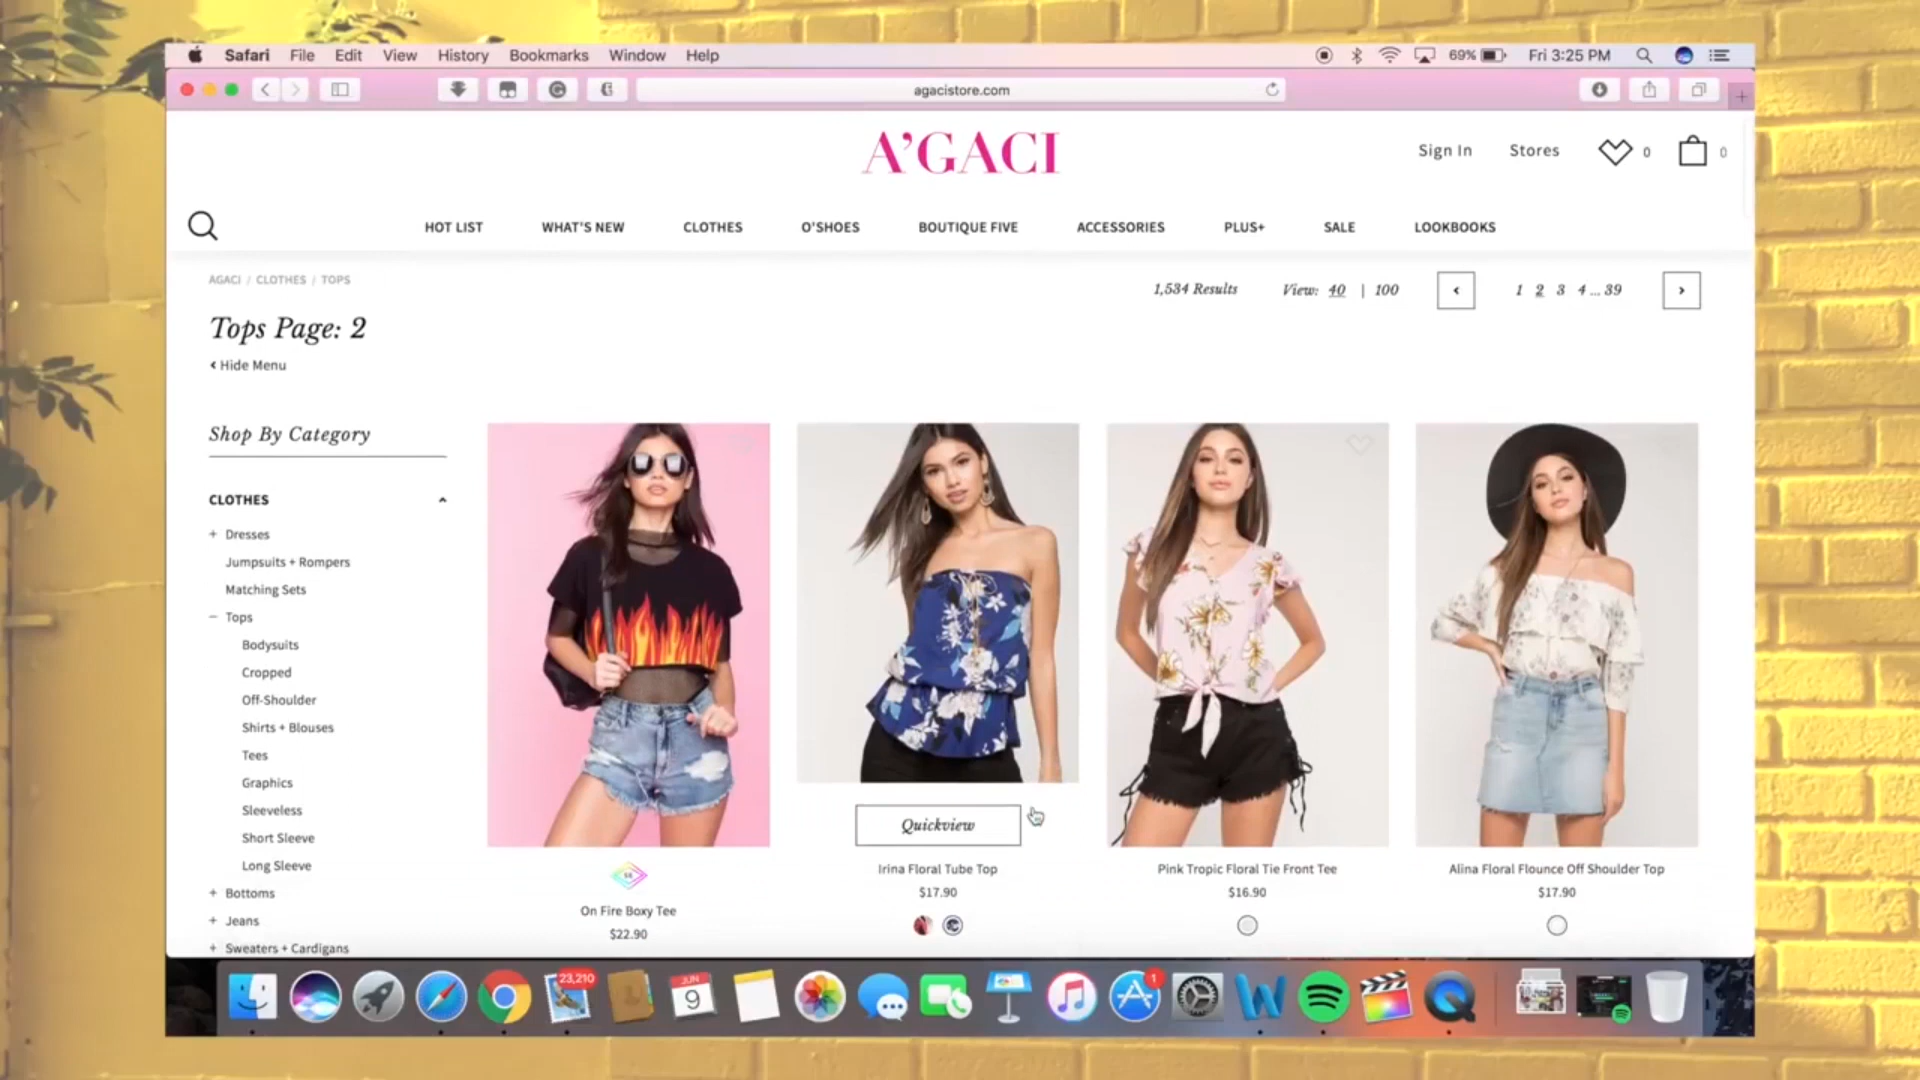 Safari File Edit View History Bookmarks Window Help 69% Fri 3:25 PM
agacistore.com
A'GACI
Sign In Stores 0 0
HOT LIST WHAT'S NEW CLOTHES O'SHOES BOUTIQUE FIVE ACCESSORIES PLUS+ SALE LOOKBOOKS
AGACI / CLOTHES / TOPS
1,534 Results View: 40 | 100 1 2 3 4 ... 39
Tops Page: 2
Hide Menu
Shop By Category
CLOTHES
+ Dresses
Jumpsuits + Rompers
Matching Sets
− Tops
Bodysuits
Cropped
Off-Shoulder
Shirts + Blouses
Tees
Graphics
Sleeveless
Short Sleeve
Long Sleeve
+ Bottoms
+ Jeans
+ Sweaters + Cardigans
On Fire Boxy Tee
$22.90
Quickview
Irina Floral Tube Top
$17.90
Pink Tropic Floral Tie Front Tee
$16.90
Alina Floral Flounce Off Shoulder Top
$17.90
23,210
JUN
9
1